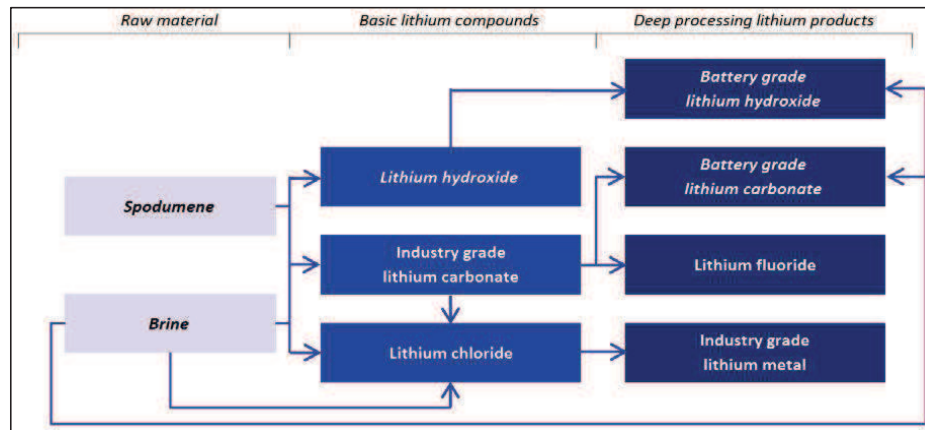 Raw material
Basic lithium compounds
Deep processing lithium products
Battery grade
lithium hydroxide
Lithium hydroxide
Battery grade
lithium carbonate
Spodumene
Industry grade
lithium carbonate
Lithium fluoride
Brine
Lithium chloride
Industry grade
lithium metal